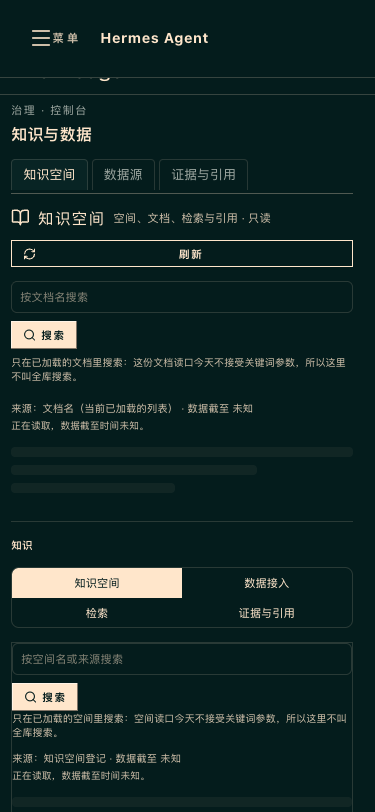 菜单
Hermes Agent
治理 · 控制台
知识与数据
知识空间
数据源
证据与引用
知识空间
空间、文档、检索与引用 · 只读
刷新
按文档名搜索
搜索
只在已加载的文档里搜索：这份文档读口今天不接受关键词参数，所以这里
不叫全库搜索。
来源：文档名（当前已加载的列表） · 数据截至 未知
正在读取，数据截至时间未知。
知识
知识空间
数据接入
检索
证据与引用
按空间名或来源搜索
搜索
只在已加载的空间里搜索：空间读口今天不接受关键词参数，所以这里不叫
全库搜索。
来源：知识空间登记 · 数据截至 未知
正在读取，数据截至时间未知。